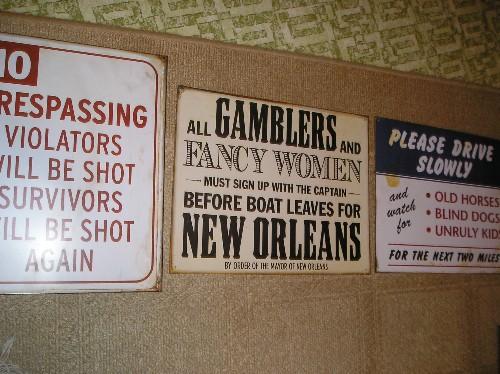 10
RESPASSING
VIOLATORS
WILL BE SHOT
SURVIVORS
WILL BE SHOT
AGAIN
ALL GAMBLERS AND
FANCY WOMEN
MUST SIGN UP WITH THE CAPTAIN
BEFORE BOAT LEAVES FOR
NEW ORLEANS
BY ORDER OF THE MAYOR OF NEW ORLEANS
PLEASE DRIVE
SLOWLY
and watch for
• OLD HORSES
• BLIND DOGS
• UNRULY KIDS
FOR THE NEXT TWO MILES